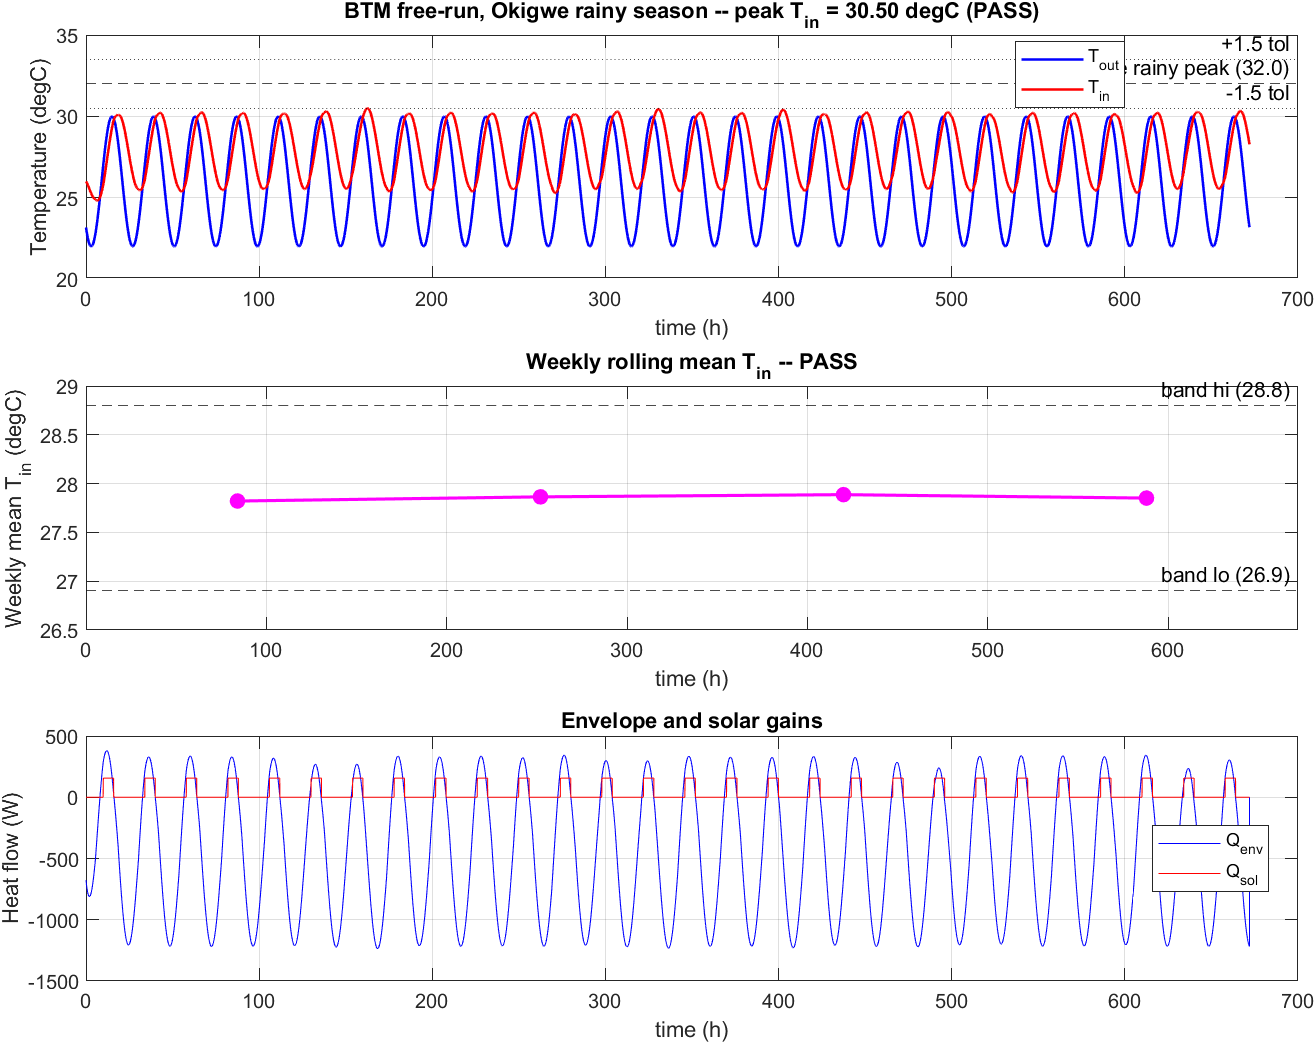 BTM free-run, Okigwe rainy season -- peak T_in = 30.50 degC (PASS)
35
30
25
20
Temperature (degC)
+1.5 tol
rainy peak (32.0)
-1.5 tol
T_out
T_in
0 100 200 300 400 500 600 700
time (h)
Weekly rolling mean T_in -- PASS
29
28.5
28
27.5
27
26.5
Weekly mean T_in (degC)
band hi (28.8)
band lo (26.9)
0 100 200 300 400 500 600
time (h)
Envelope and solar gains
500
0
-500
-1000
-1500
Heat flow (W)
Q_env
Q_sol
0 100 200 300 400 500 600 700
time (h)